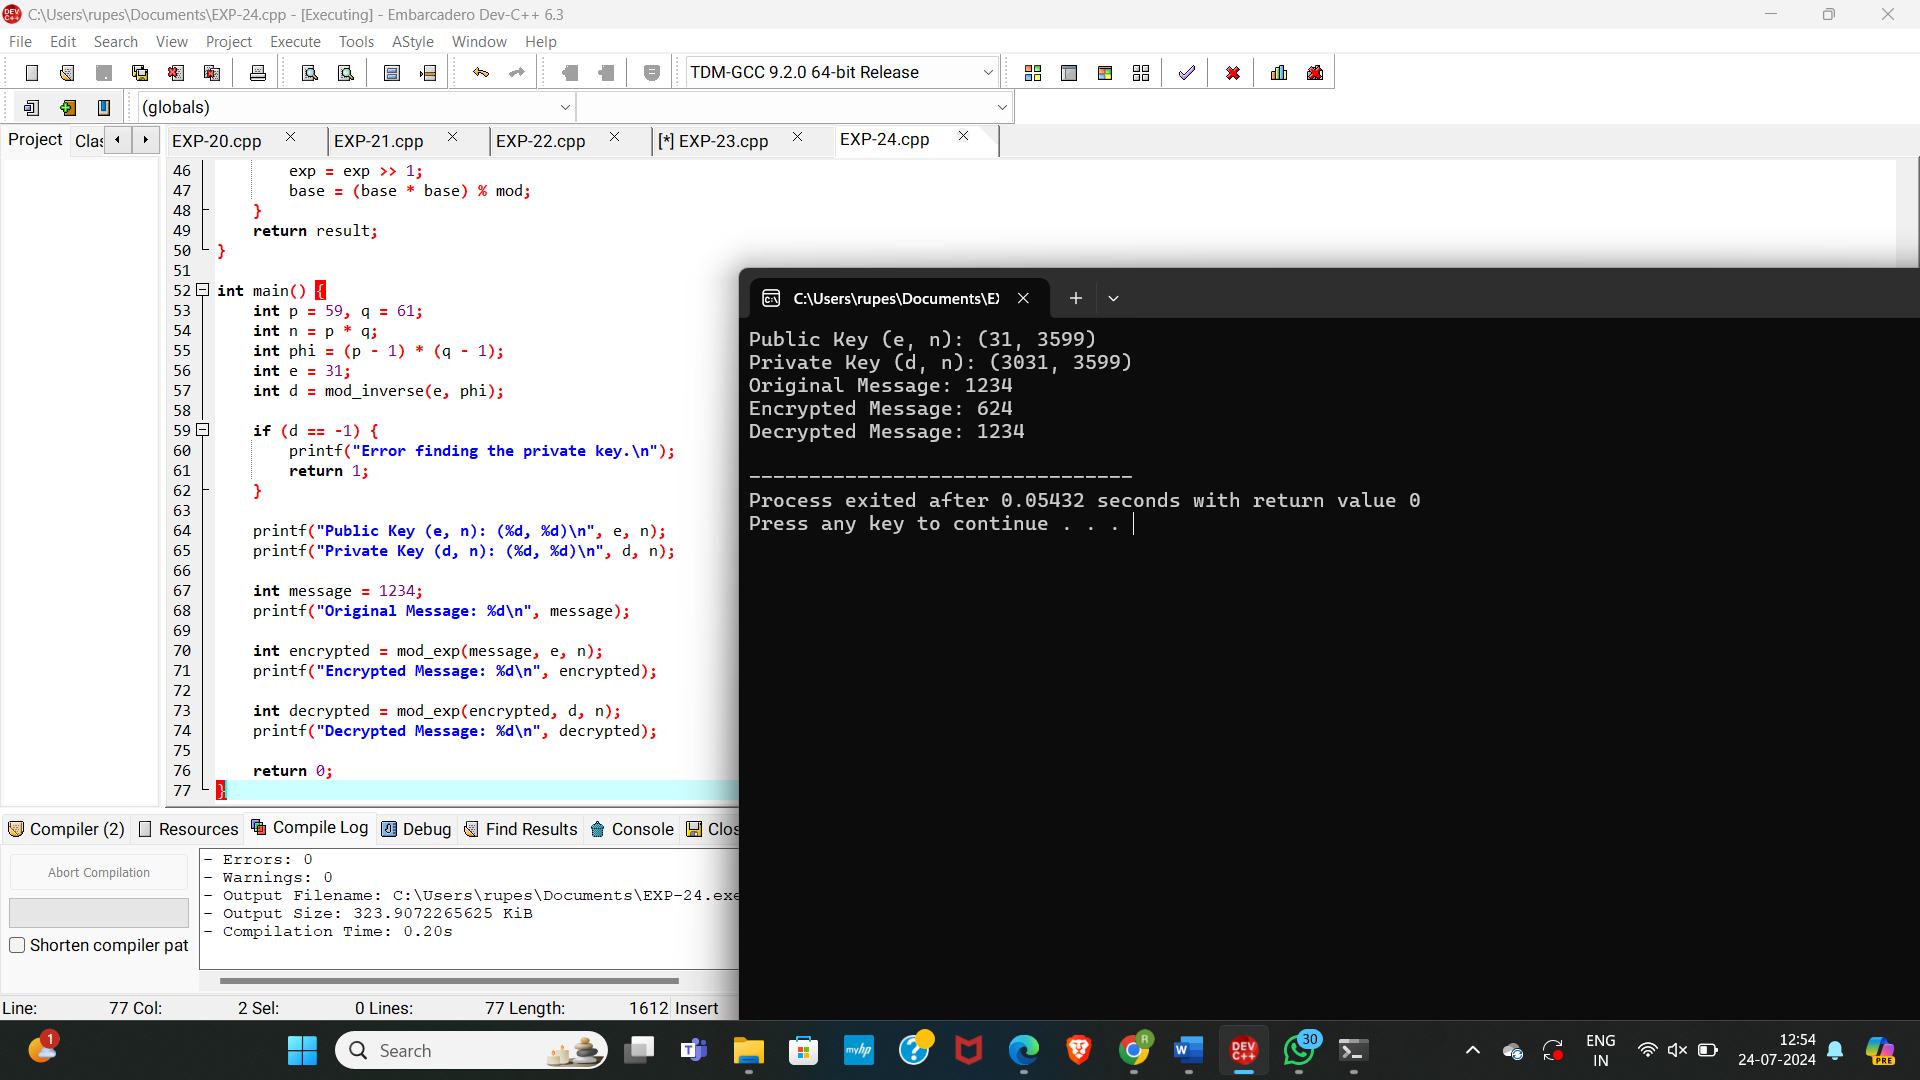 C:\Users\rupes\Documents\EXP-24.cpp - [Executing] - Embarcadero Dev-C++ 6.3
File Edit Search View Project Execute Tools AStyle Window Help
TDM-GCC 9.2.0 64-bit Release
(globals)
Project Clas EXP-20.cpp EXP-21.cpp EXP-22.cpp [*] EXP-23.cpp EXP-24.cpp
46 exp = exp >> 1;
47 base = (base * base) % mod;
48 }
49 return result;
50 }
51
52 int main() {
53 int p = 59, q = 61;
54 int n = p * q;
55 int phi = (p - 1) * (q - 1);
56 int e = 31;
57 int d = mod_inverse(e, phi);
58
59 if (d == -1) {
60 printf("Error finding the private key.\n");
61 return 1;
62 }
63
64 printf("Public Key (e, n): (%d, %d)\n", e, n);
65 printf("Private Key (d, n): (%d, %d)\n", d, n);
66
67 int message = 1234;
68 printf("Original Message: %d\n", message);
69
70 int encrypted = mod_exp(message, e, n);
71 printf("Encrypted Message: %d\n", encrypted);
72
73 int decrypted = mod_exp(encrypted, d, n);
74 printf("Decrypted Message: %d\n", decrypted);
75
76 return 0;
77 }
C:\Users\rupes\Documents\E
Public Key (e, n): (31, 3599)
Private Key (d, n): (3031, 3599)
Original Message: 1234
Encrypted Message: 624
Decrypted Message: 1234
--------------------------------
Process exited after 0.05432 seconds with return value 0
Press any key to continue . . .
Compiler (2) Resources Compile Log Debug Find Results Console Clos
Abort Compilation
Shorten compiler pat
- Errors: 0
- Warnings: 0
- Output Filename: C:\Users\rupes\Documents\EXP-24.exe
- Output Size: 323.9072265625 KiB
- Compilation Time: 0.20s
Line: 77 Col: 2 Sel: 0 Lines: 77 Length: 1612 Insert
1
Search
myhp
R
DEV C++
30
ENG
IN
12:54
24-07-2024
PRE